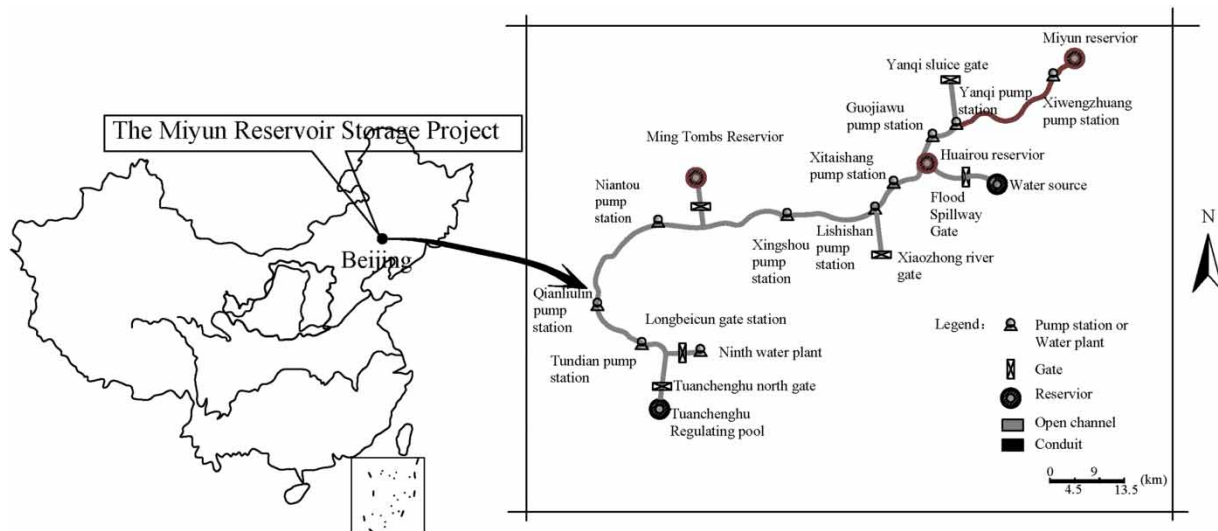 The Miyun Reservoir Storage Project
Beijing
Miyun reservior
Yanqi sluice gate
Yanqi pump
station
Xiwengzhuang
pump station
Guojiawu
pump station
Ming Tombs Reservior
Huairou reservior
Xitaishang
pump station
Water source
Niantou
pump
station
Flood
Spillway
Gate
Xingshou
pump
station
Lishishan
pump
station
Xiaozhong river
gate
N
Qianliulin
pump
station
Longbeicun gate station
Ninth water plant
Tundian pump
station
Tuanchenghu north gate
Tuanchenghu
Regulating pool
Legend:
Pump station or
Water plant
Gate
Reservior
Open channel
Conduit
0 9 (km)
4.5 13.5